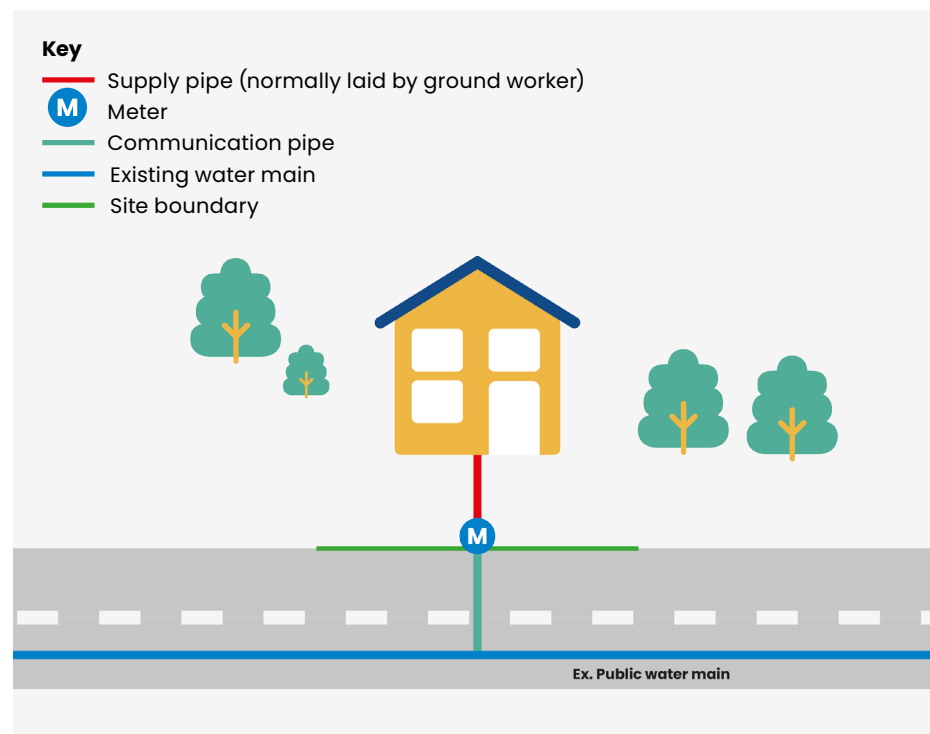 Key
Supply pipe (normally laid by ground worker)
M
Meter
Communication pipe
Existing water main
Site boundary
M
Ex. Public water main